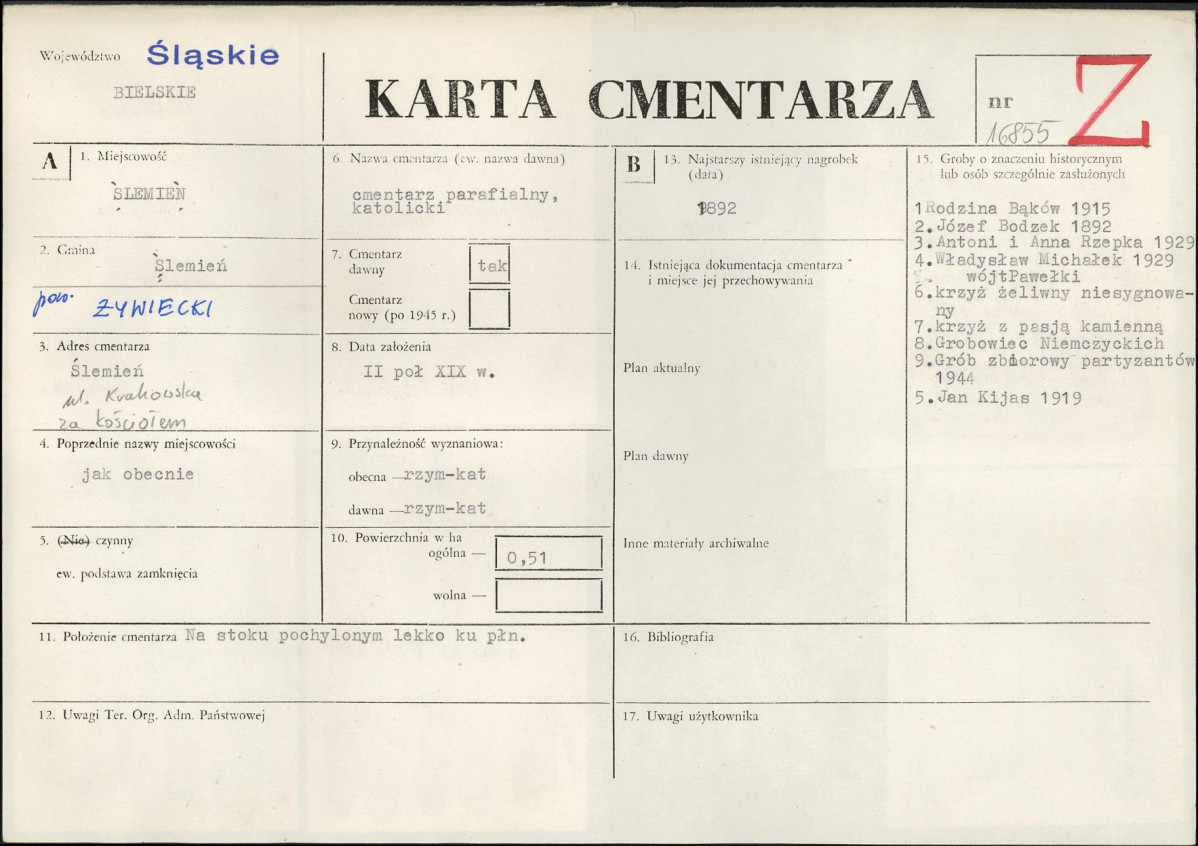 Województwo Śląskie
BIELSKIE
KARTA CMENTARZA
nr
16855
Z
A
1. Miejscowość
ŚLEMIEŃ
2. Gmina
Ślemień
pow. ŻYWIECKI
3. Adres cmentarza
Ślemień
ul. Krakowska
za kościołem
4. Poprzednie nazwy miejscowości
jak obecnie
5. (Nie) czynny
ew. podstawa zamknięcia
6. Nazwa cmentarza (ew. nazwa dawna)
cmentarz parafialny,
katolicki
7. Cmentarz
dawny
tak
Cmentarz
nowy (po 1945 r.)
8. Data założenia
II poł XIX w.
9. Przynależność wyznaniowa:
obecna — rzym-kat
dawna — rzym-kat
10. Powierzchnia w ha
ogólna — 0,51
wolna —
11. Położenie cmentarza Na stoku pochylonym lekko ku płn.
12. Uwagi Ter. Org. Adm. Państwowej
B
13. Najstarszy istniejący nagrobek
(data)
1892
14. Istniejąca dokumentacja cmentarza
i miejsce jej przechowywania
Plan aktualny
Plan dawny
Inne materiały archiwalne
15. Groby o znaczeniu historycznym
lub osób szczególnie zasłużonych
1 Rodzina Bąków 1915
2. Józef Bodzek 1892
3. Antoni i Anna Rzepka 1929
4. Władysław Michałek 1929
wójtPawełki
6. krzyż żeliwny niesygnowa-
ny
7. krzyż z pasją kamienną
8. Grobowiec Niemczyckich
9. Grób zbiorowy partyzantów
1944
5. Jan Kijas 1919
16. Bibliografia
17. Uwagi użytkownika